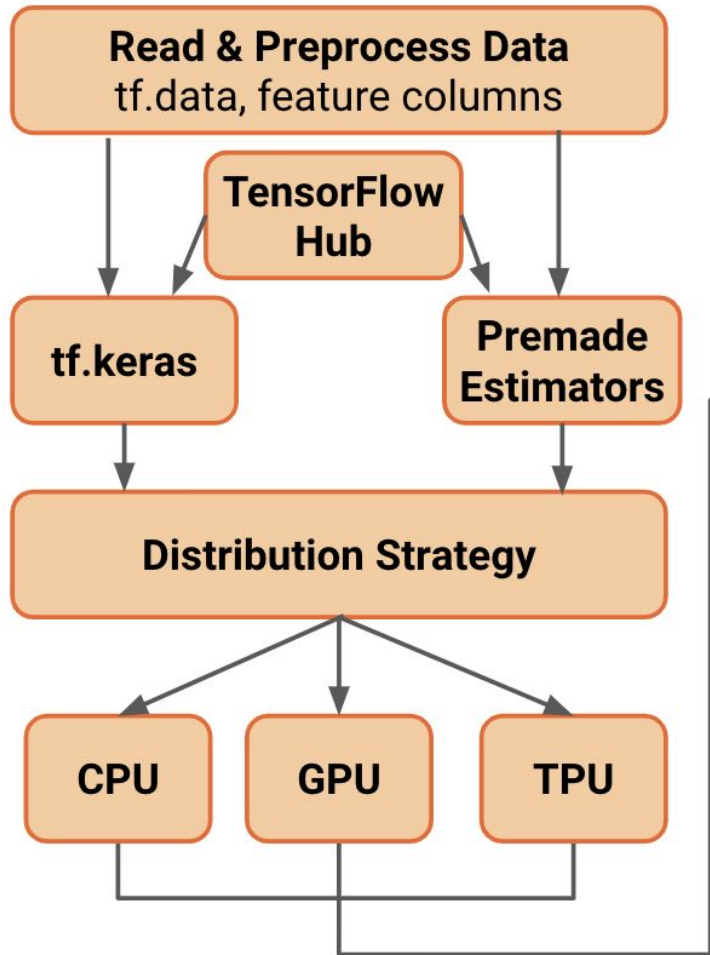 Read & Preprocess Data
tf.data, feature columns
TensorFlow
Hub
tf.keras
Premade
Estimators
Distribution Strategy
CPU
GPU
TPU